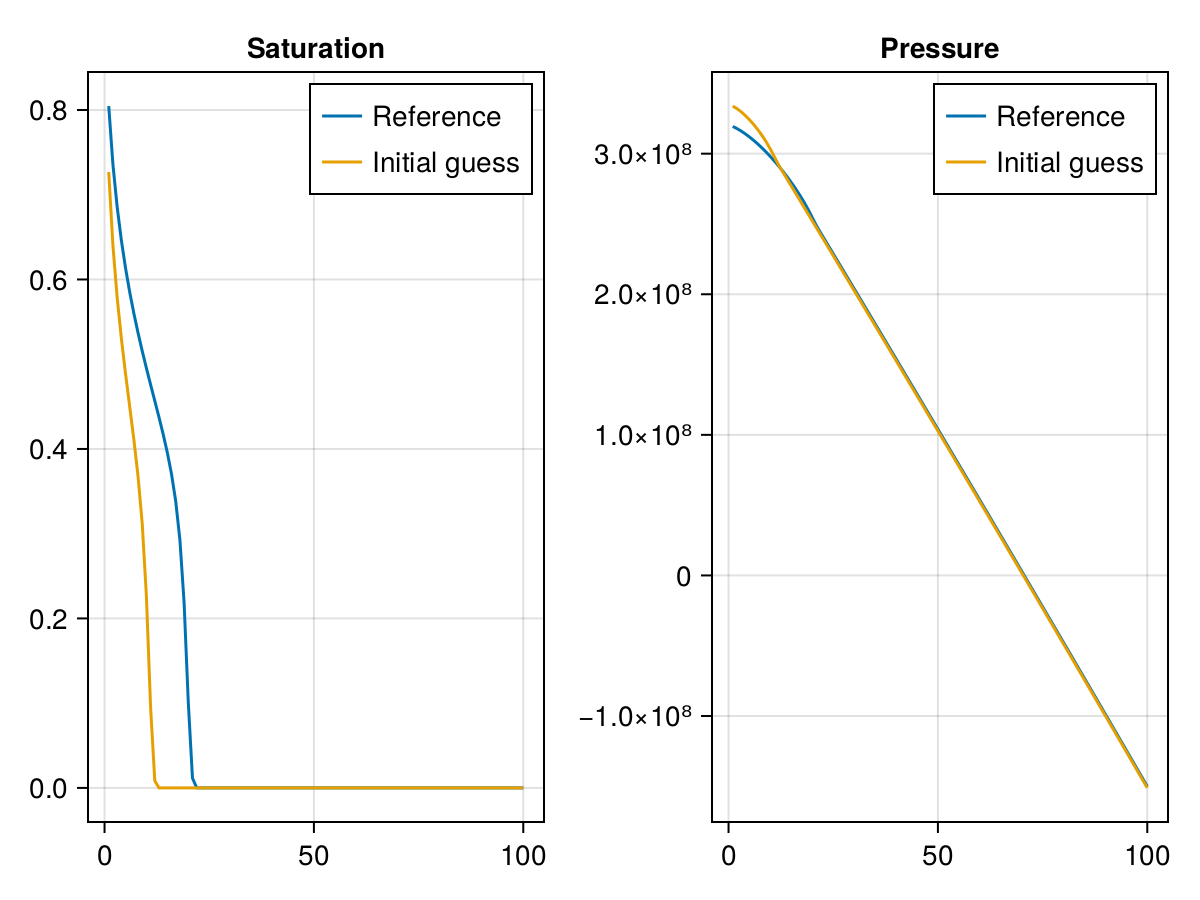 Saturation
0.8
0.6
0.4
0.2
0.0
0
50
100
Reference
Initial guess
Pressure
3.0×10⁸
2.0×10⁸
1.0×10⁸
0
−1.0×10⁸
0
50
100
Reference
Initial guess